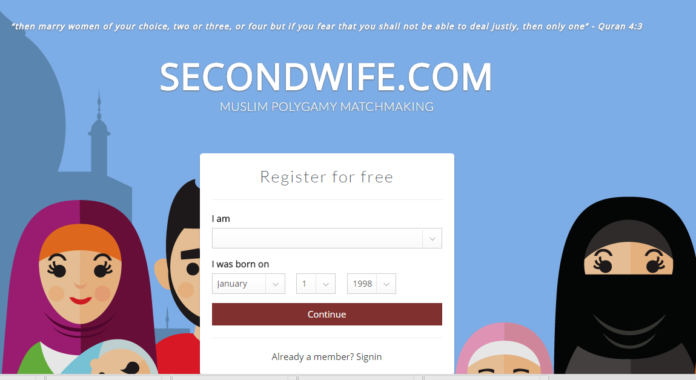 "then marry women of your choice, two or three, or four but if you fear that you shall not be able to deal justly, then only one" - Quran 4:3
SECONDWIFE.COM
MUSLIM POLYGAMY MATCHMAKING
Register for free
I am
I was born on
January 1 1998
Continue
Already a member? Signin